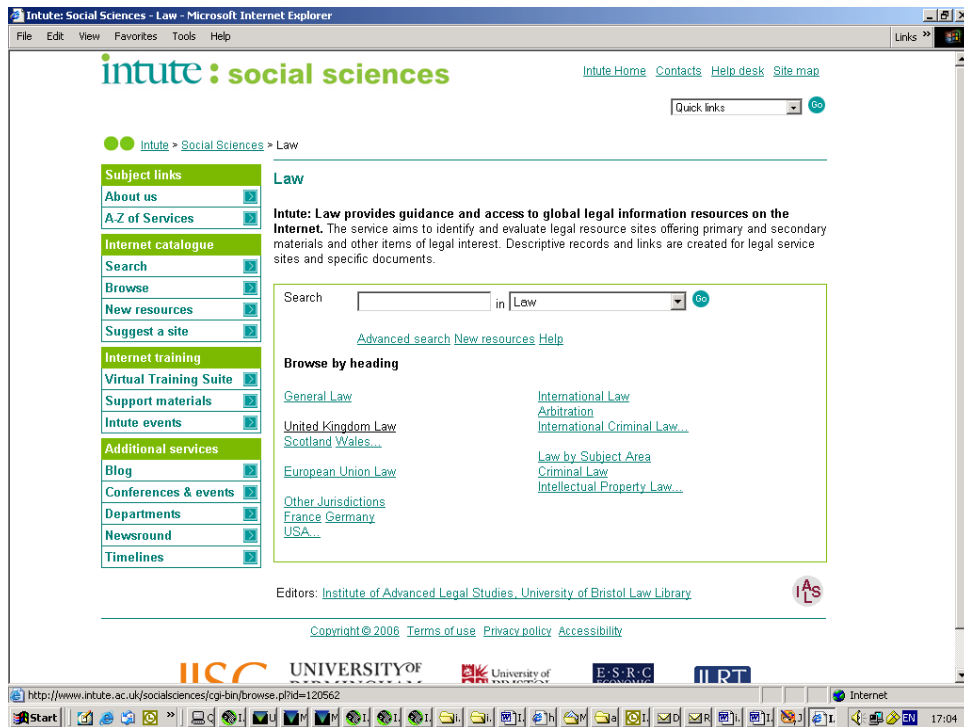 Intute: Social Sciences - Law - Microsoft Internet Explorer
File Edit View Favorites Tools Help
Links »
intute: social sciences
Intute Home Contacts Help desk Site map
Quick links Go
Intute > Social Sciences > Law
Subject links
About us
A-Z of Services
Internet catalogue
Search
Browse
New resources
Suggest a site
Internet training
Virtual Training Suite
Support materials
Intute events
Additional services
Blog
Conferences & events
Departments
Newsround
Timelines
Law
Intute: Law provides guidance and access to global legal information resources on the
Internet. The service aims to identify and evaluate legal resource sites offering primary and secondary
materials and other items of legal interest. Descriptive records and links are created for legal service
sites and specific documents.
Search in Law Go
Advanced search New resources Help
Browse by heading
General Law
United Kingdom Law
Scotland Wales...
European Union Law
Other Jurisdictions
France Germany
USA...
International Law
Arbitration
International Criminal Law...
Law by Subject Area
Criminal Law
Intellectual Property Law...
Editors: Institute of Advanced Legal Studies, University of Bristol Law Library
IALS
Copyright © 2006 Terms of use Privacy policy Accessibility
JISC UNIVERSITY OF BIRMINGHAM University of BRISTOL E·S·R·C ECONOMIC ILRT
http://www.intute.ac.uk/socialsciences/cgi-bin/browse.pl?id=120562
Internet
Start » EN 17:04